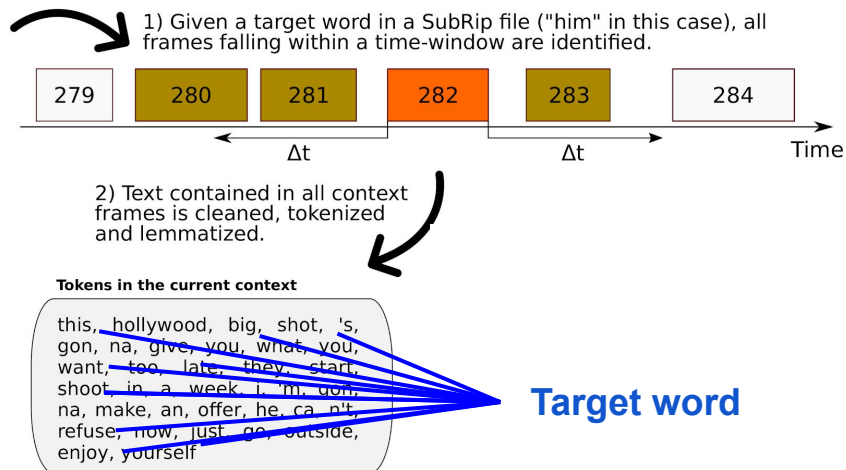 1) Given a target word in a SubRip file ("him" in this case), all
frames falling within a time-window are identified.
279 280 281 282 283 284
Δt Δt Time
2) Text contained in all context
frames is cleaned, tokenized
and lemmatized.
Tokens in the current context
this, hollywood, big, shot, 's,
gon, na, give, you, what, you,
want, too, late, they, start,
shoot, in, a, week, i, 'm, gon,
na, make, an, offer, he, ca, n't,
refuse, now, just, go, outside,
enjoy, yourself
Target word